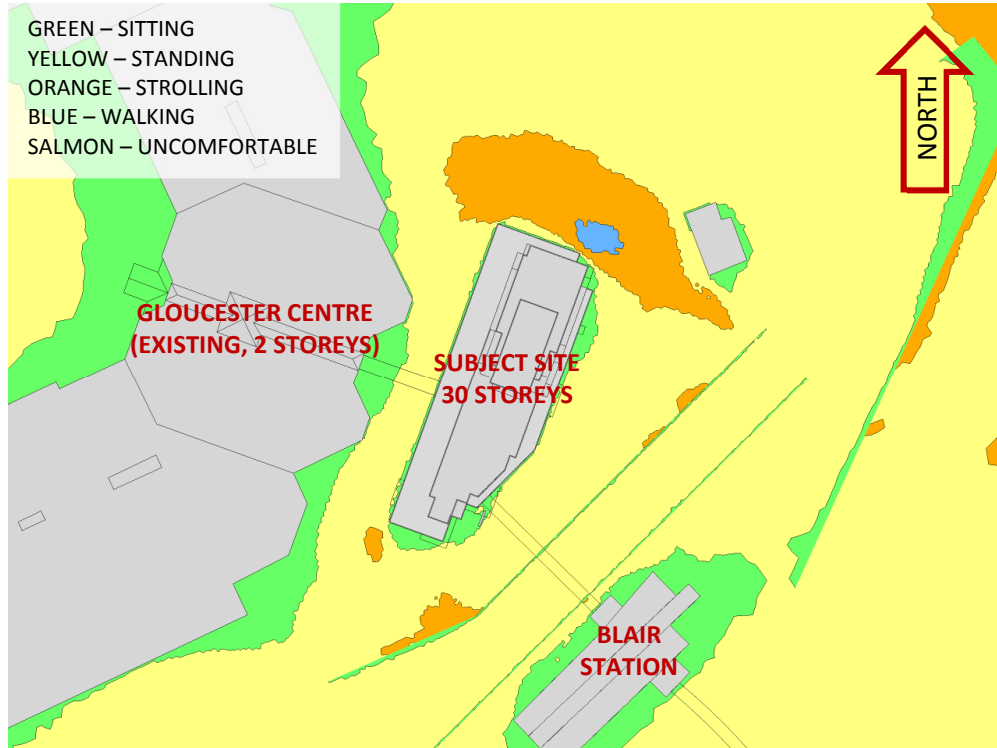 GREEN – SITTING
YELLOW – STANDING
ORANGE – STROLLING
BLUE – WALKING
SALMON – UNCOMFORTABLE
NORTH
GLOUCESTER CENTRE
(EXISTING, 2 STOREYS)
SUBJECT SITE
30 STOREYS
BLAIR
STATION